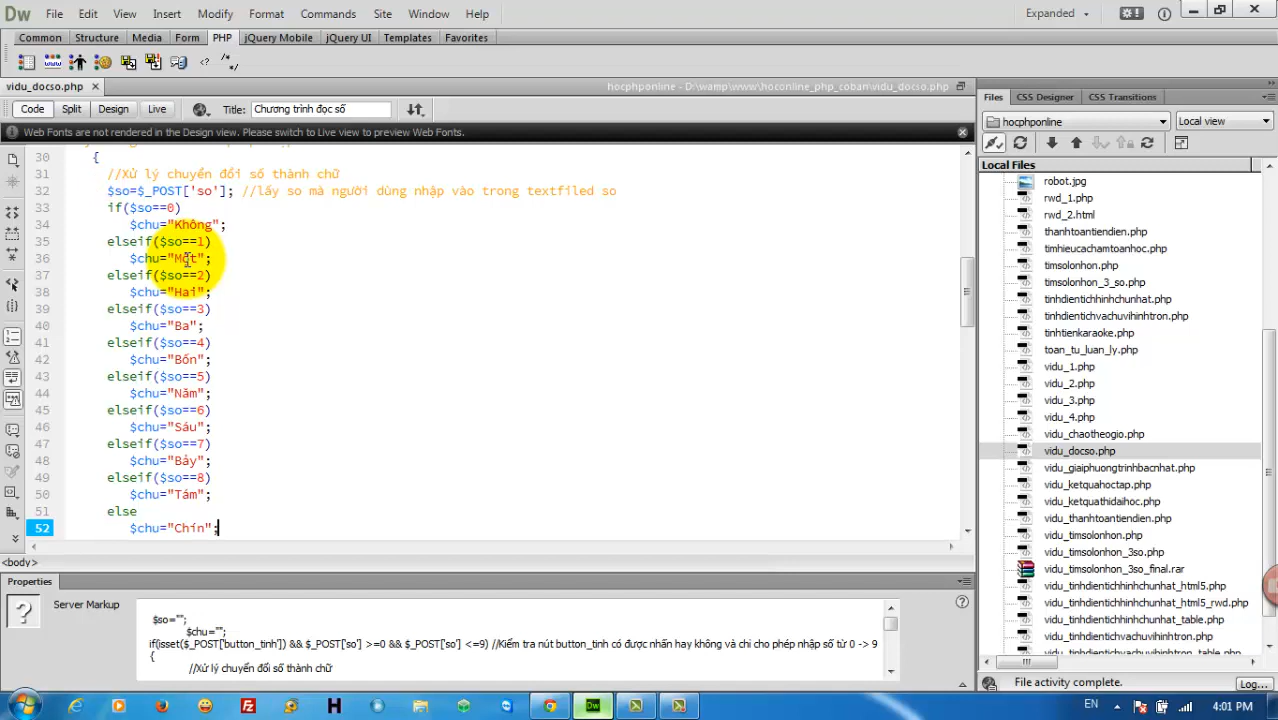 Dw File Edit View Insert Modify Format Commands Site Window Help Expanded
Common Structure Media Form PHP jQuery Mobile jQuery UI Templates Favorites
vidu_docso.php
hocphponline - D:\wamp\www\hoconline_php_coban\vidu_docso.php
Code Split Design Live Title: Chương trình đọc số
Web Fonts are not rendered in the Design view. Please switch to Live view to preview Web Fonts.
30 {
31 //Xử lý chuyển đổi số thành chữ
32 $so=$_POST['so']; //lấy so mà người dùng nhập vào trong textfiled so
33 if($so==0)
34 $chu="Không";
35 elseif($so==1)
36 $chu="Một";
37 elseif($so==2)
38 $chu="Hai";
39 elseif($so==3)
40 $chu="Ba";
41 elseif($so==4)
42 $chu="Bốn";
43 elseif($so==5)
44 $chu="Năm";
45 elseif($so==6)
46 $chu="Sáu";
47 elseif($so==7)
48 $chu="Bảy";
49 elseif($so==8)
50 $chu="Tám";
51 else
52 $chu="Chín";
<body>
Properties
Server Markup
$so="";
$chu="";
if(isset($_POST['button_tinh']) && $_POST['so'] >=0 && $_POST['so'] <=9) //Kiểm tra nút button_tinh có được nhấn hay không và chỉ cho phép nhập số từ 0 -> 9
{
//Xử lý chuyển đổi số thành chữ
Files CSS Designer CSS Transitions
hocphponline Local view
Local Files
robot.jpg
rwd_1.php
rwd_2.html
thanhtoantiendien.php
timhieucachamtoanhoc.php
timsolonhon.php
timsolonhon_3_so.php
tinhdientichhinhchunhat.php
tinhdientichvachuvihinhtron.php
tinhtienkaraoke.php
toan_tu_luan_ly.php
vidu_1.php
vidu_2.php
vidu_3.php
vidu_4.php
vidu_chaotheogio.php
vidu_docso.php
vidu_giaiphuongtrinhbacnhat.php
vidu_ketquahoctap.php
vidu_ketquathidaihoc.php
vidu_thanhtoantiendien.php
vidu_timsolonhon.php
vidu_timsolonhon_3so.php
vidu_timsolonhon_3so_final.rar
vidu_tinhdientichhinhchunhat_html5.php
vidu_tinhdientichhinhchunhat_html5_rwd.php
vidu_tinhdientichhinhchunhat_table.php
vidu_tinhdientichvachuvihinhtron.php
vidu_tinhdientichvachuvihinhtron_table.php
File activity complete. Log...
EN 4:01 PM